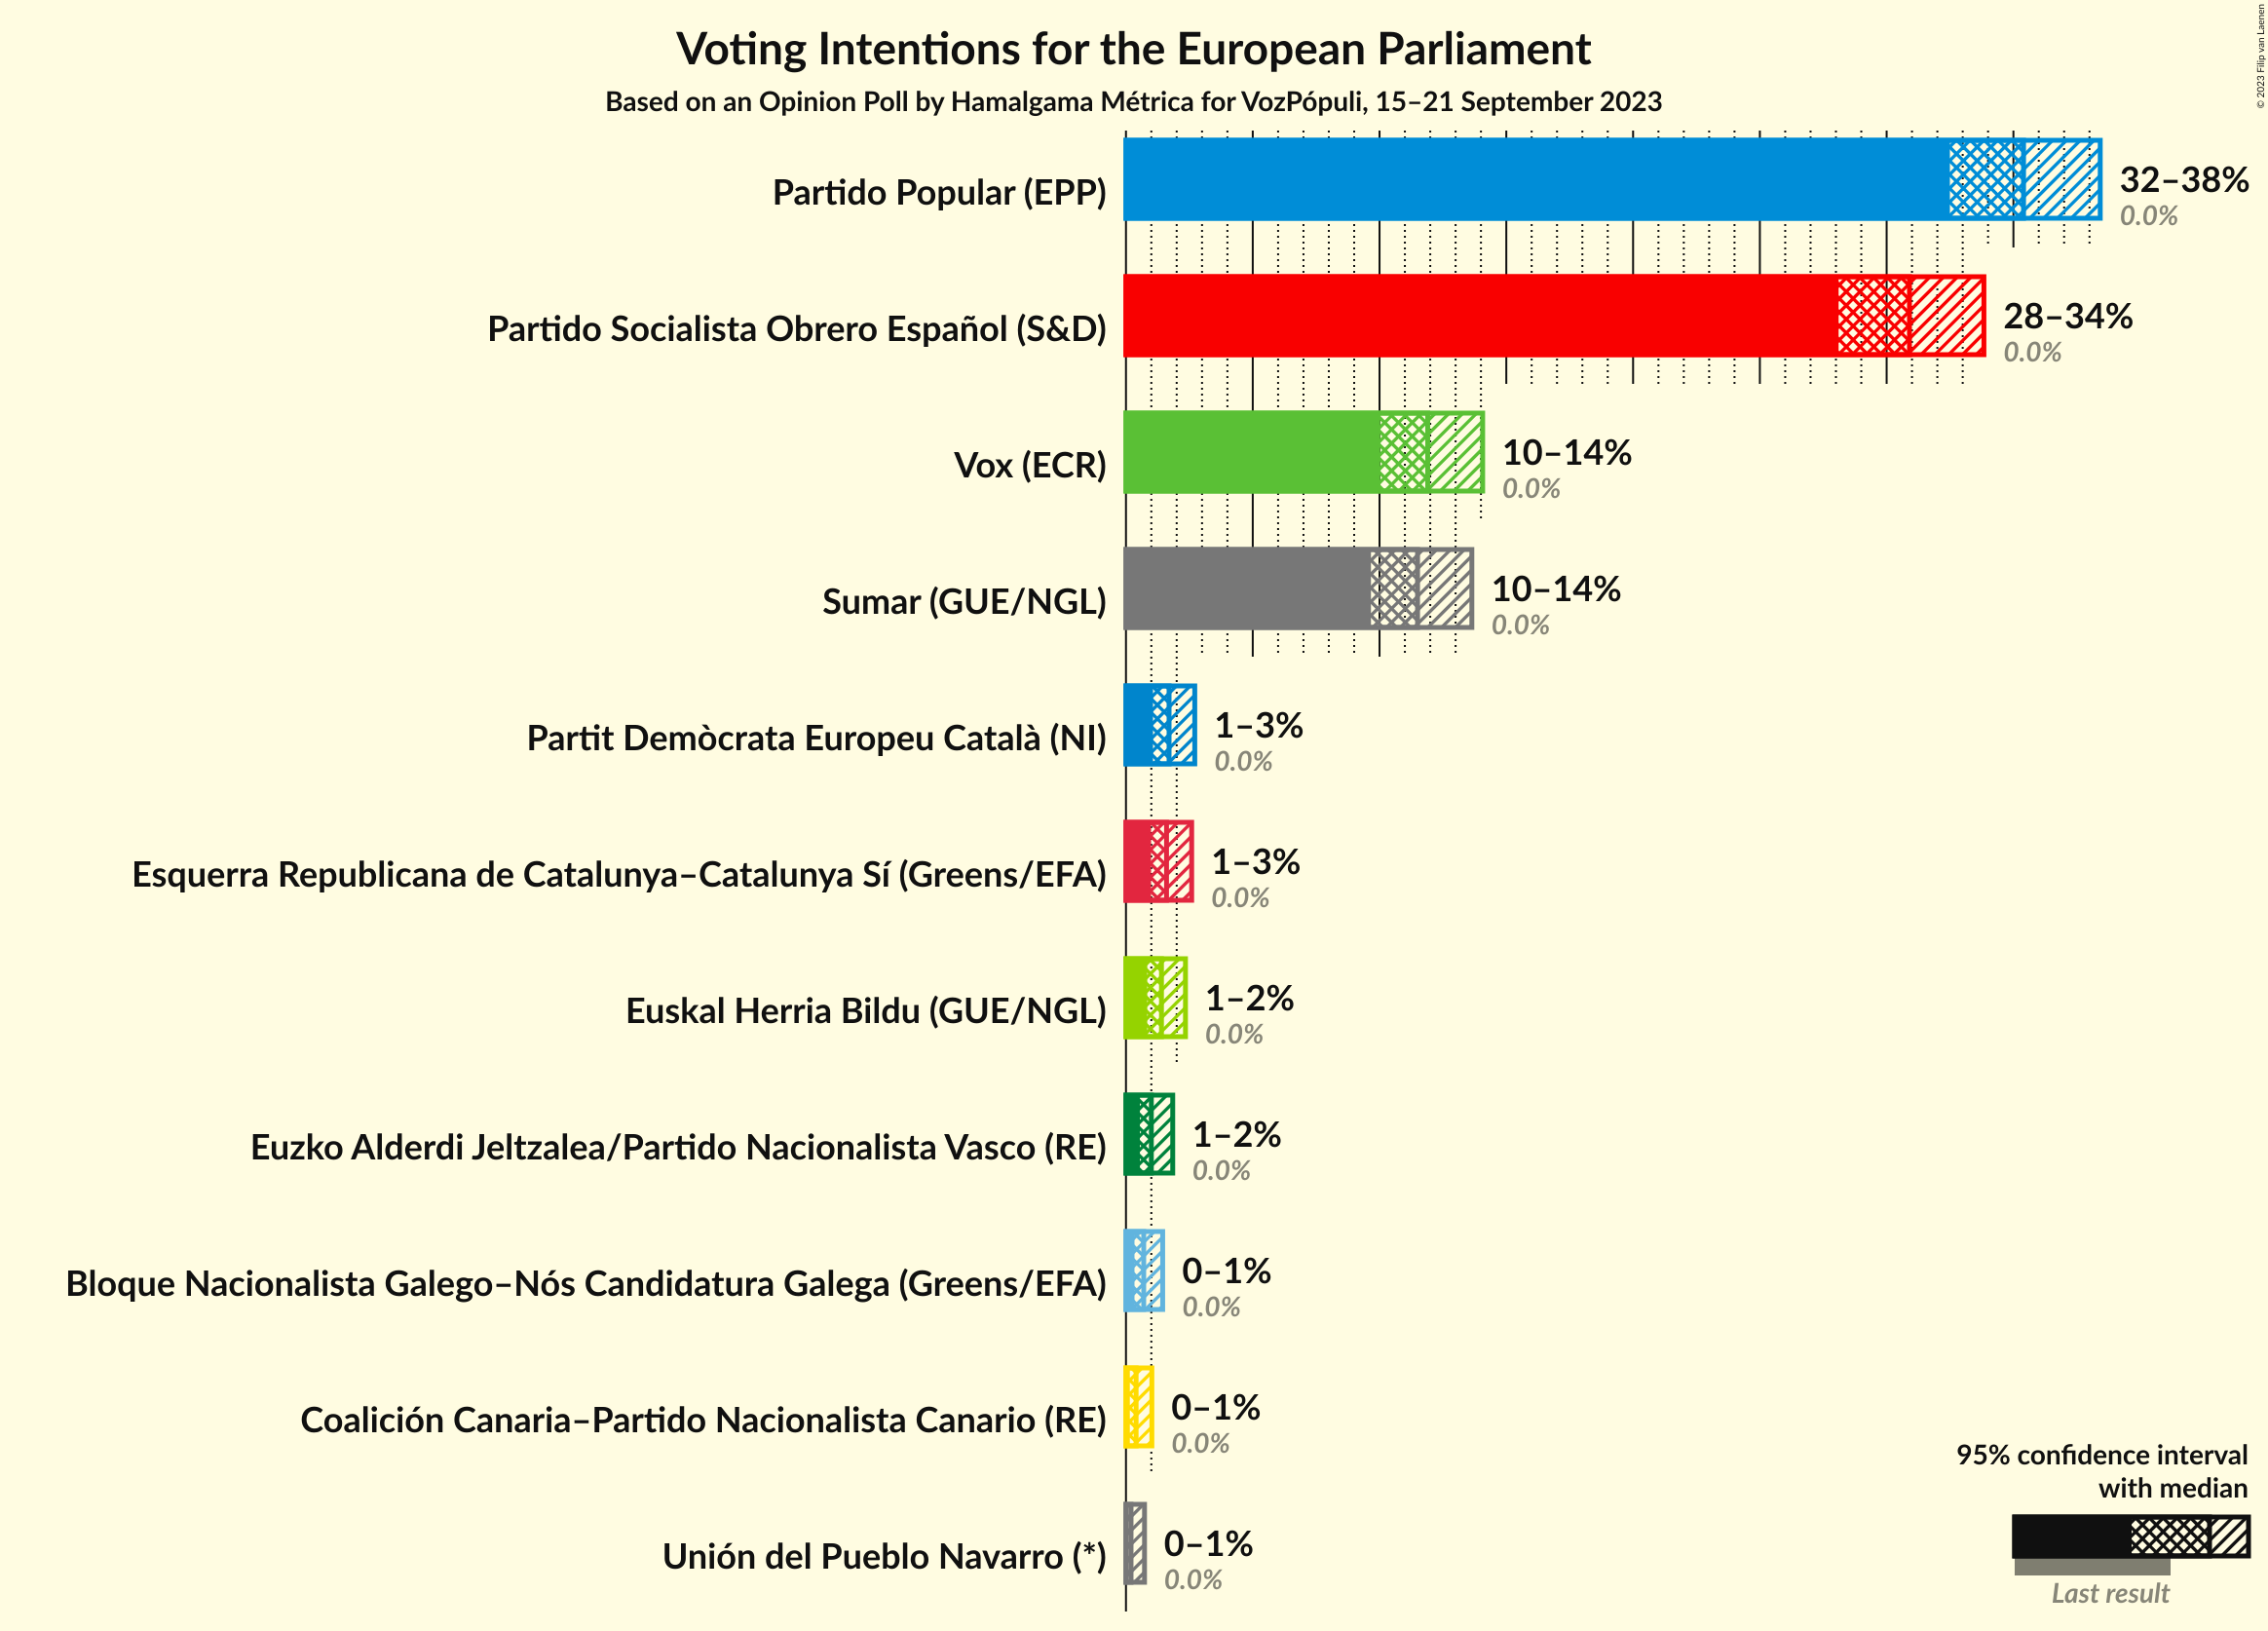 Voting Intentions for the European Parliament
Based on an Opinion Poll by Hamalgama Métrica for VozPópuli, 15–21 September 2023
© 2023 Filip van Laenen
Partido Popular (EPP)
32–38%
0.0%
Partido Socialista Obrero Español (S&D)
28–34%
0.0%
Vox (ECR)
10–14%
0.0%
Sumar (GUE/NGL)
10–14%
0.0%
Partit Demòcrata Europeu Català (NI)
1–3%
0.0%
Esquerra Republicana de Catalunya–Catalunya Sí (Greens/EFA)
1–3%
0.0%
Euskal Herria Bildu (GUE/NGL)
1–2%
0.0%
Euzko Alderdi Jeltzalea/Partido Nacionalista Vasco (RE)
1–2%
0.0%
Bloque Nacionalista Galego–Nós Candidatura Galega (Greens/EFA)
0–1%
0.0%
Coalición Canaria–Partido Nacionalista Canario (RE)
0–1%
0.0%
Unión del Pueblo Navarro (*)
0–1%
0.0%
95% confidence interval
with median
Last result